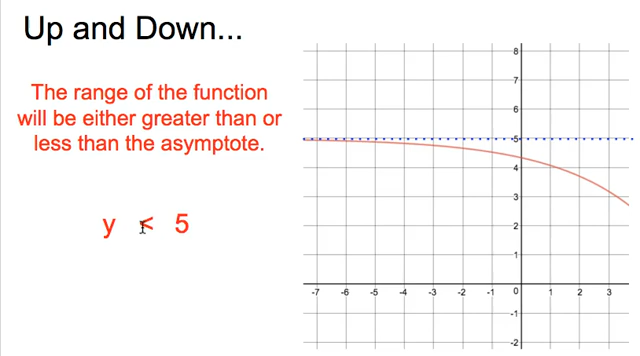 Up and Down...
The range of the function
will be either greater than or
less than the asymptote.
y < 5
8
7
6
5
4
3
2
1
-7 -6 -5 -4 -3 -2 -1 0 1 2 3
-1
-2